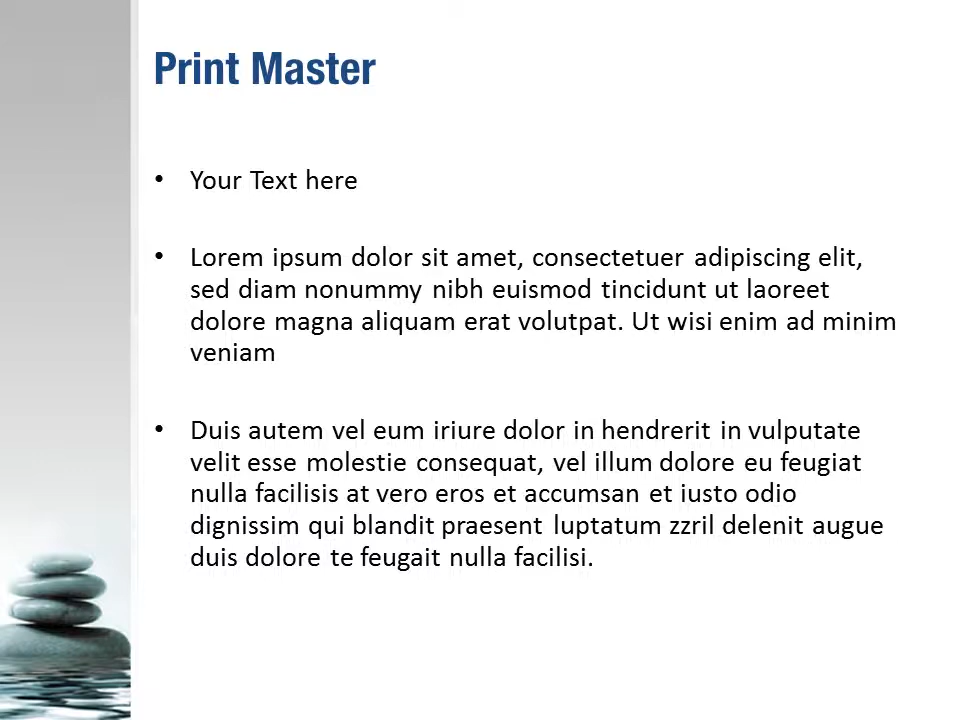 Print Master
• Your Text here
• Lorem ipsum dolor sit amet, consectetuer adipiscing elit,
sed diam nonummy nibh euismod tincidunt ut laoreet
dolore magna aliquam erat volutpat. Ut wisi enim ad minim
veniam
• Duis autem vel eum iriure dolor in hendrerit in vulputate
velit esse molestie consequat, vel illum dolore eu feugiat
nulla facilisis at vero eros et accumsan et iusto odio
dignissim qui blandit praesent luptatum zzril delenit augue
duis dolore te feugait nulla facilisi.